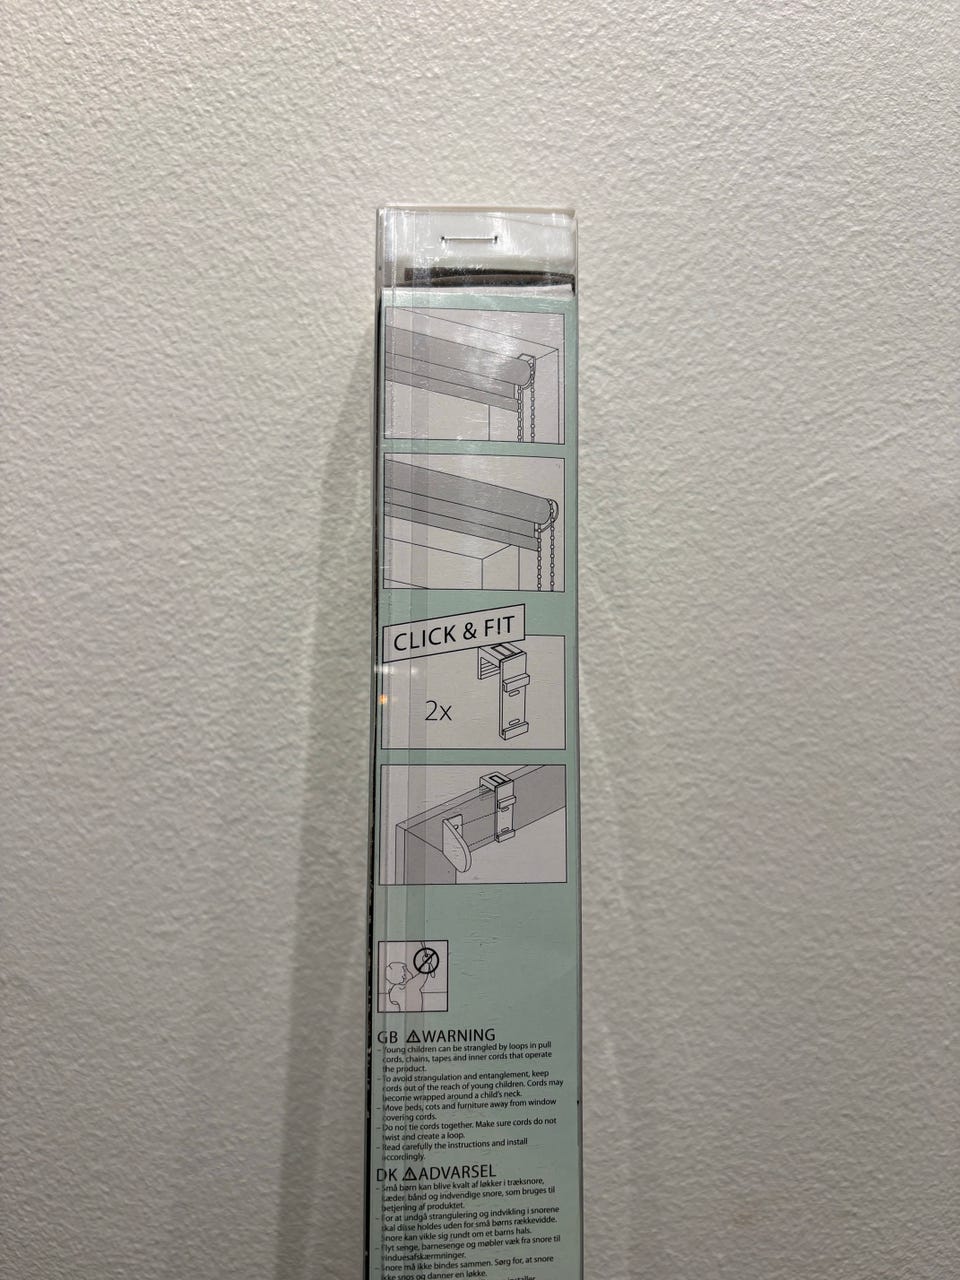 CLICK & FIT
2x
GB ⚠WARNING
– Young children can be strangled by loops in pull
cords, chains, tapes and inner cords that operate
the product.
– To avoid strangulation and entanglement, keep
cords out of the reach of young children. Cords may
become wrapped around a child's neck.
– Move beds, cots and furniture away from window
covering cords.
– Do not tie cords together. Make sure cords do not
twist and create a loop.
– Read carefully the instructions and install
accordingly.
DK ⚠ADVARSEL
– Små børn kan blive kvalt af løkker i træksnore,
kæder, bånd og indvendige snore, som bruges til
betjening af produktet.
– For at undgå strangulering og indvikling i snorene
skal disse holdes uden for små børns rækkevidde.
Snore kan vikle sig rundt om et barns hals.
– Flyt senge, barnesenge og møbler væk fra snore til
vinduesafskærmninger.
– Snore må ikke bindes sammen. Sørg for, at snore
ikke snos og danner en løkke.